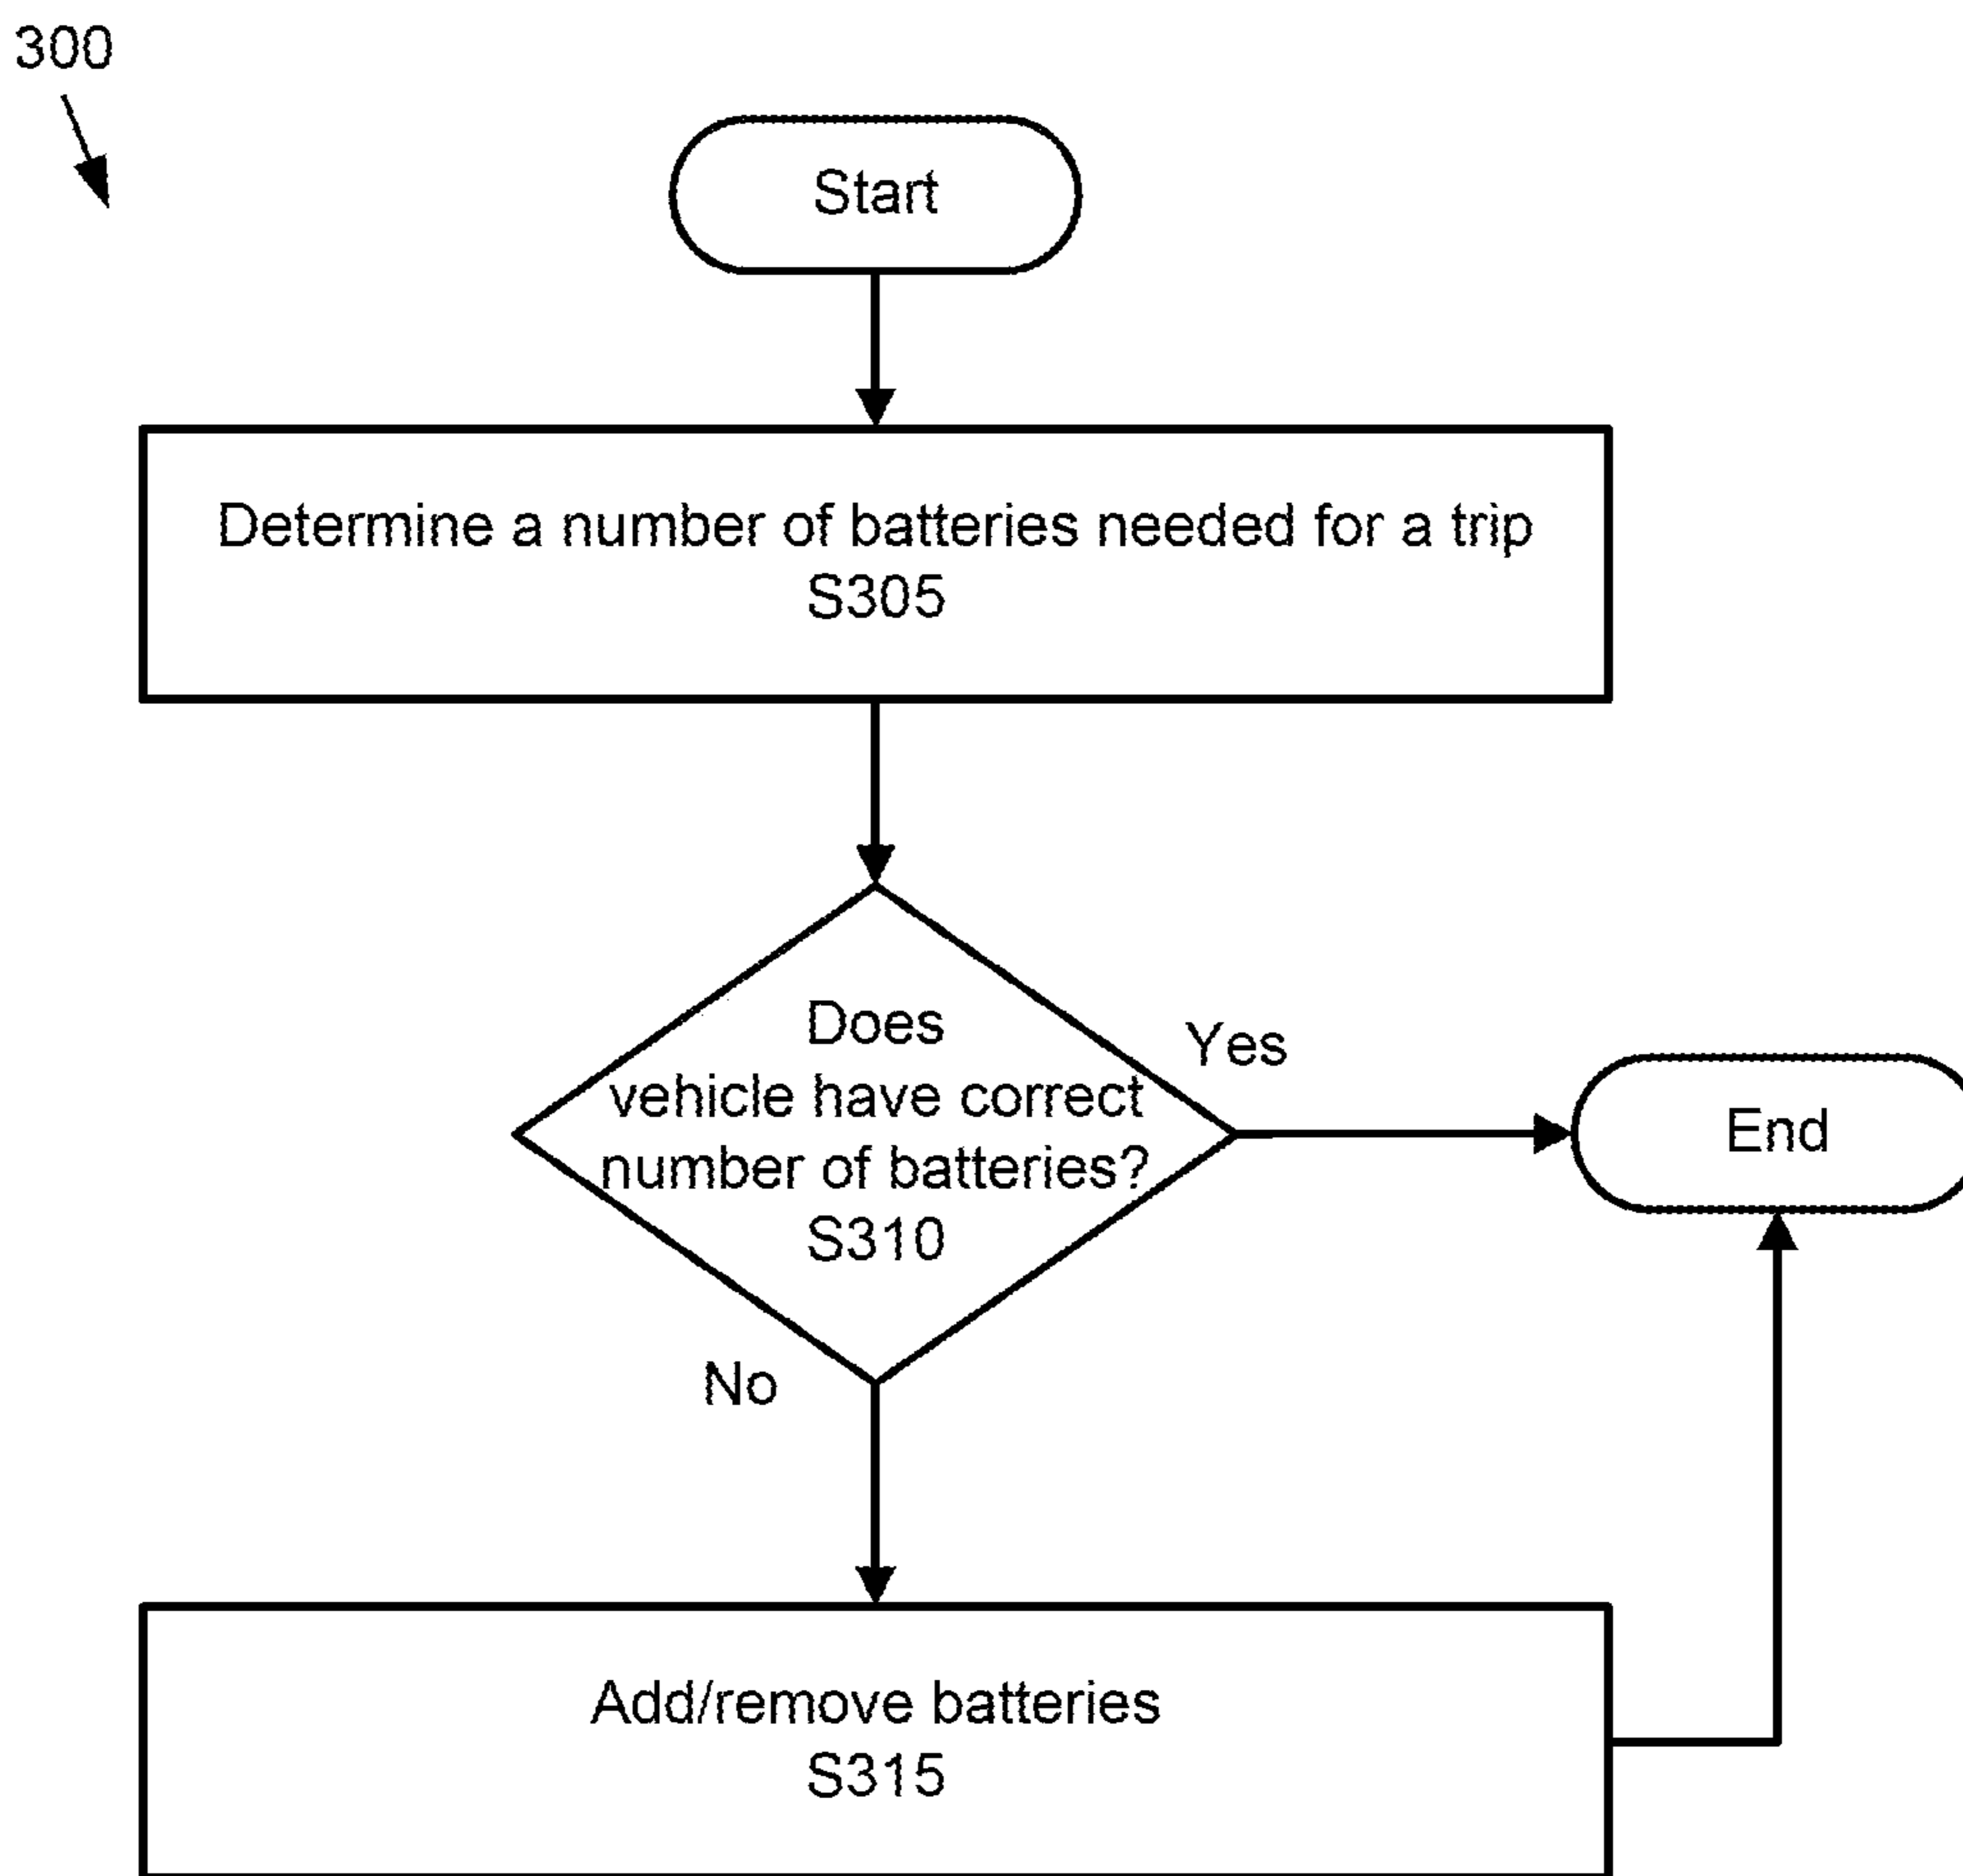 300
Start
Determine a number of batteries needed for a trip
S305
Does
vehicle have correct
number of batteries?
S310
Yes
End
No
Add/remove batteries
S315